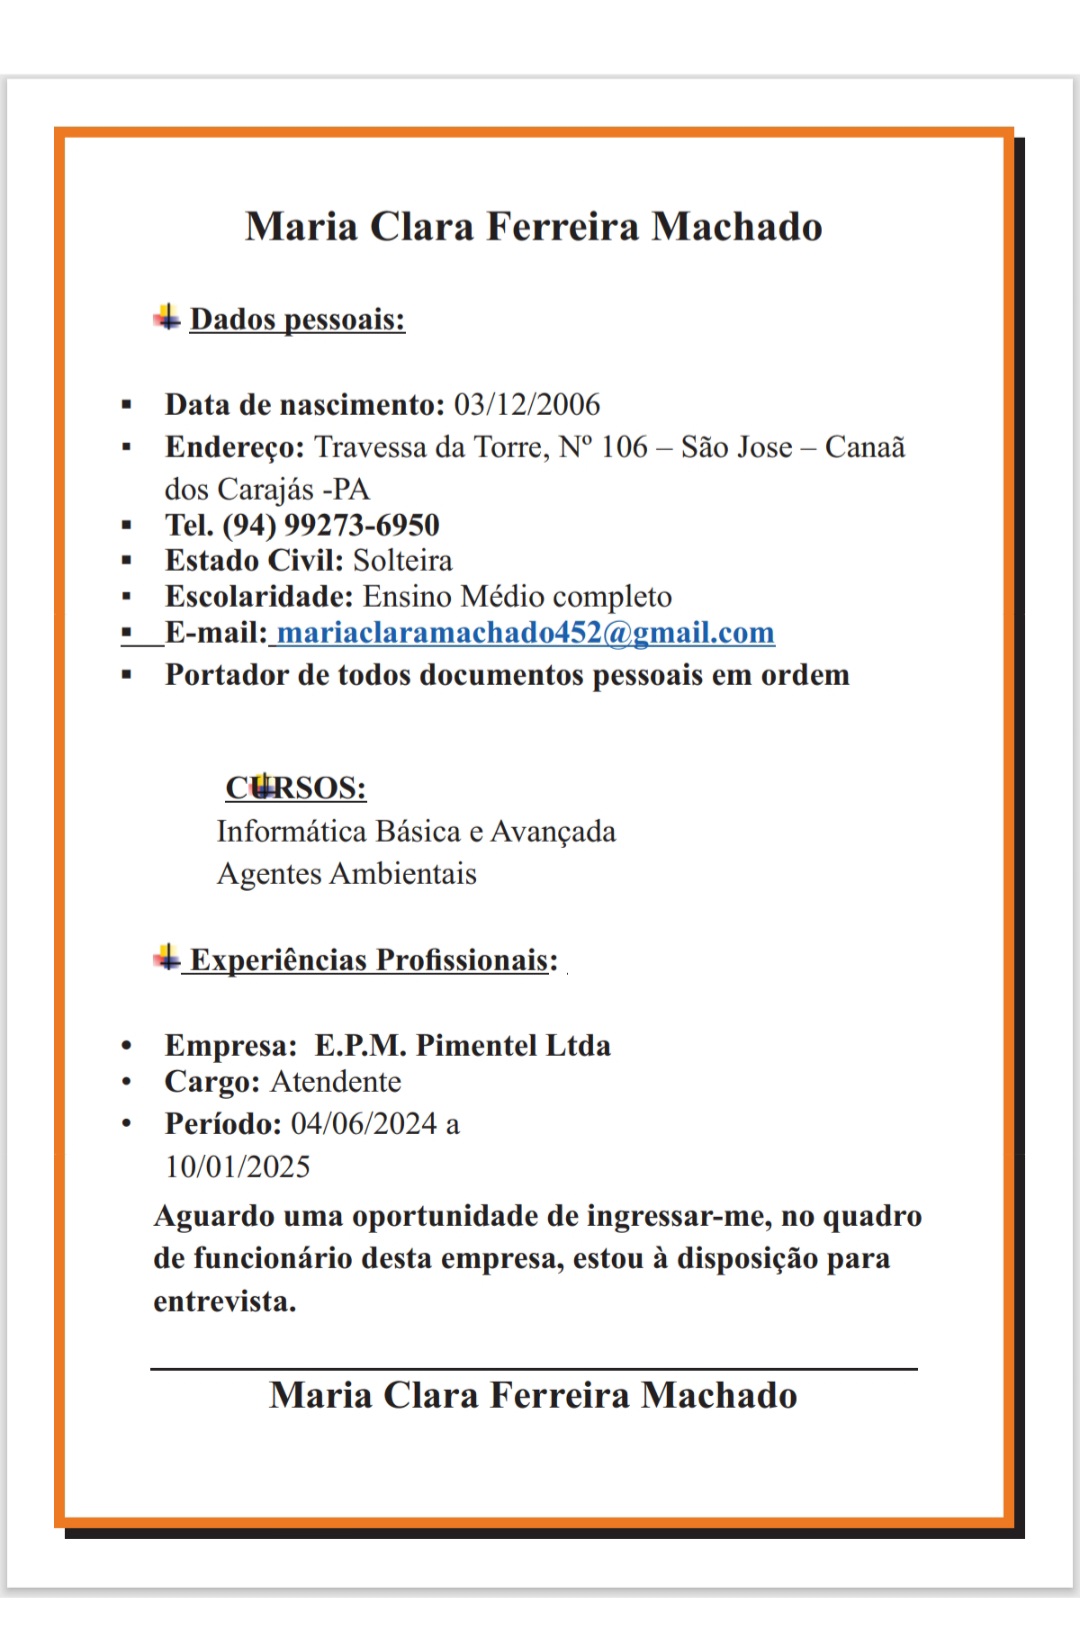 Maria Clara Ferreira Machado
Dados pessoais:
▪ Data de nascimento: 03/12/2006
▪ Endereço: Travessa da Torre, Nº 106 – São Jose – Canaã
dos Carajás -PA
▪ Tel. (94) 99273-6950
▪ Estado Civil: Solteira
▪ Escolaridade: Ensino Médio completo
▪ E-mail: mariaclaramachado452@gmail.com
▪ Portador de todos documentos pessoais em ordem
CURSOS:
Informática Básica e Avançada
Agentes Ambientais
Experiências Profissionais:
• Empresa: E.P.M. Pimentel Ltda
• Cargo: Atendente
• Período: 04/06/2024 a
10/01/2025
Aguardo uma oportunidade de ingressar-me, no quadro
de funcionário desta empresa, estou à disposição para
entrevista.
Maria Clara Ferreira Machado